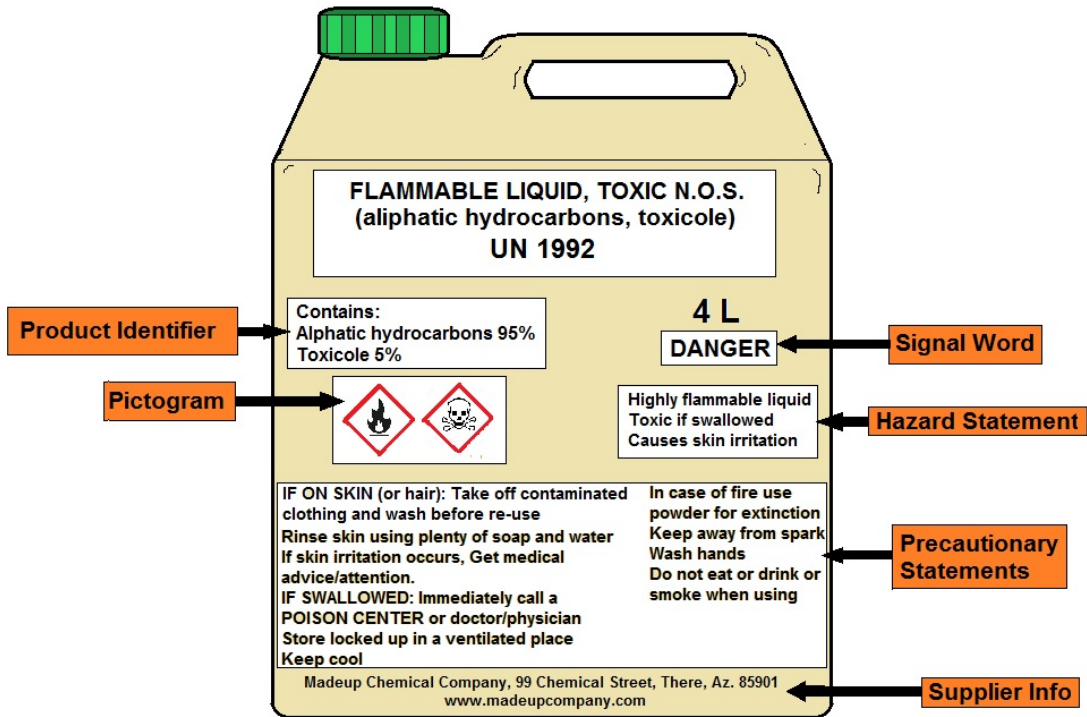 FLAMMABLE LIQUID, TOXIC N.O.S.
(aliphatic hydrocarbons, toxicole)
UN 1992
Product Identifier
Contains:
Alphatic hydrocarbons 95%
Toxicole 5%
4 L
DANGER
Signal Word
Pictogram
Highly flammable liquid
Toxic if swallowed
Causes skin irritation
Hazard Statement
IF ON SKIN (or hair): Take off contaminated
clothing and wash before re-use
Rinse skin using plenty of soap and water
If skin irritation occurs, Get medical
advice/attention.
IF SWALLOWED: Immediately call a
POISON CENTER or doctor/physician
Store locked up in a ventilated place
Keep cool
In case of fire use
powder for extinction
Keep away from spark
Wash hands
Do not eat or drink or
smoke when using
Precautionary
Statements
Madeup Chemical Company, 99 Chemical Street, There, Az. 85901
www.madeupcompany.com
Supplier Info